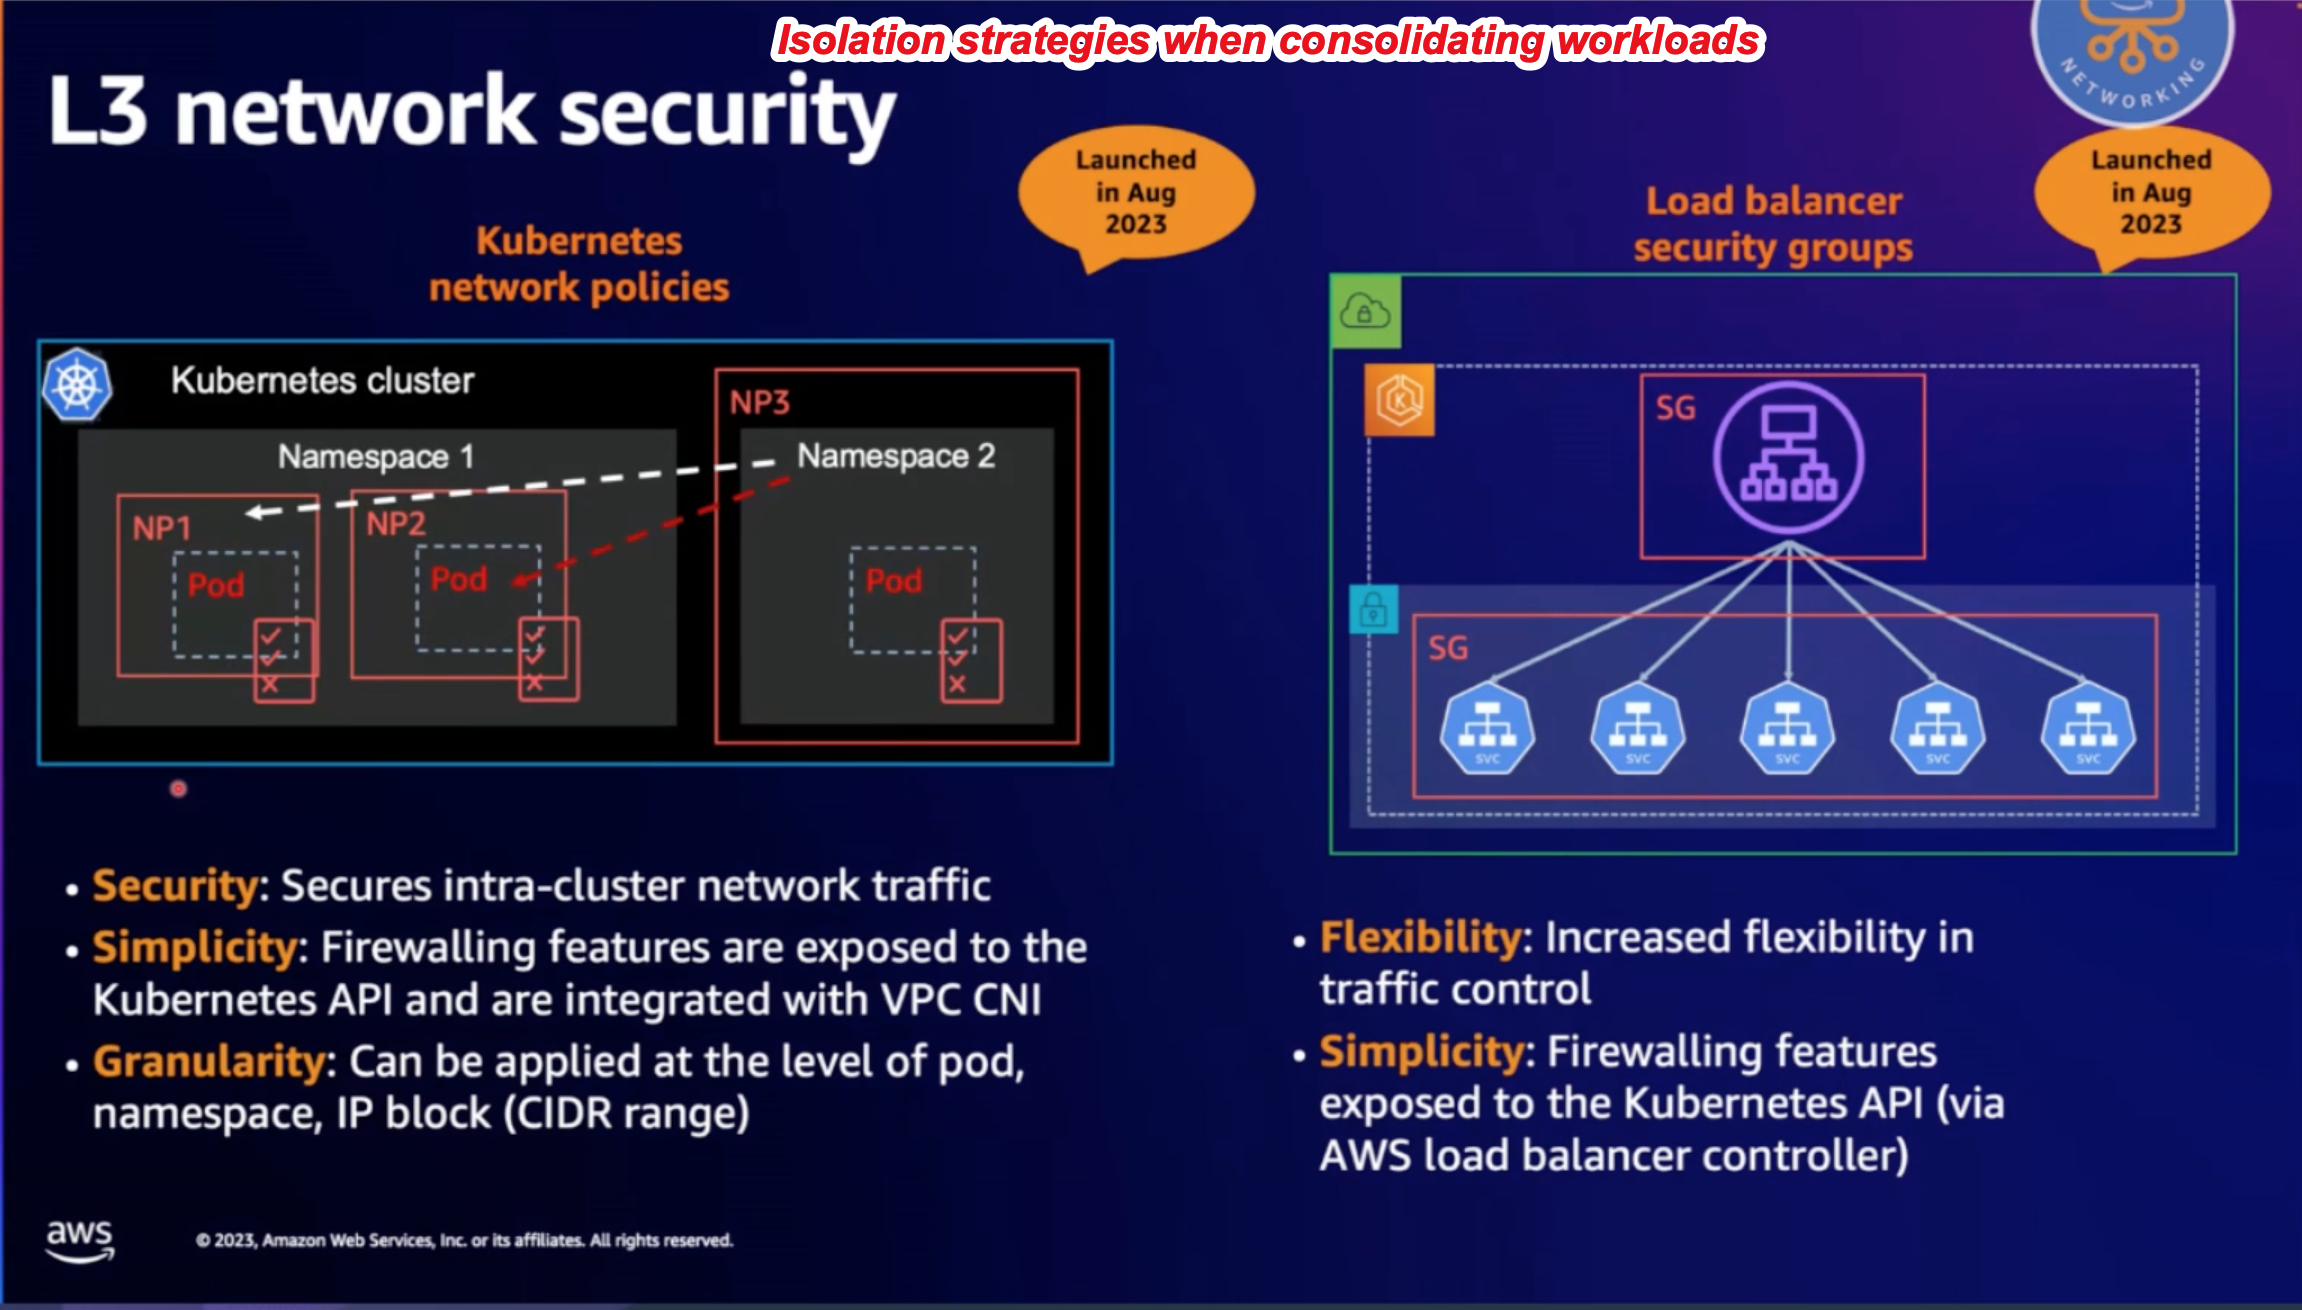 Isolation strategies when consolidating workloads
NETWORKING
L3 network security
Launched
in Aug
2023
Launched
in Aug
2023
Kubernetes
network policies
Load balancer
security groups
Kubernetes cluster
Namespace 1
NP1
Pod
NP2
Pod
NP3
Namespace 2
Pod
SG
SG
SVC
SVC
SVC
SVC
SVC
• Security: Secures intra-cluster network traffic
• Simplicity: Firewalling features are exposed to the
Kubernetes API and are integrated with VPC CNI
• Granularity: Can be applied at the level of pod,
namespace, IP block (CIDR range)
• Flexibility: Increased flexibility in
traffic control
• Simplicity: Firewalling features
exposed to the Kubernetes API (via
AWS load balancer controller)
aws
© 2023, Amazon Web Services, Inc. or its affiliates. All rights reserved.